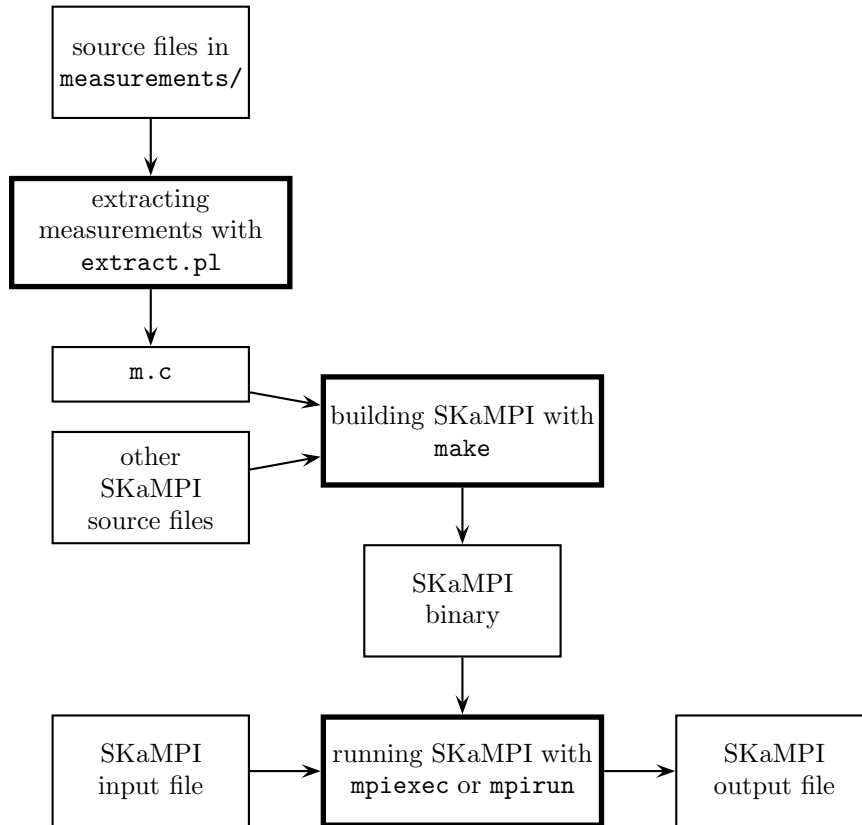 source files in
measurements/
extracting
measurements with
extract.pl
m.c
building SKaMPI with
make
other
SKaMPI
source files
SKaMPI
binary
SKaMPI
input file
running SKaMPI with
mpiexec or mpirun
SKaMPI
output file